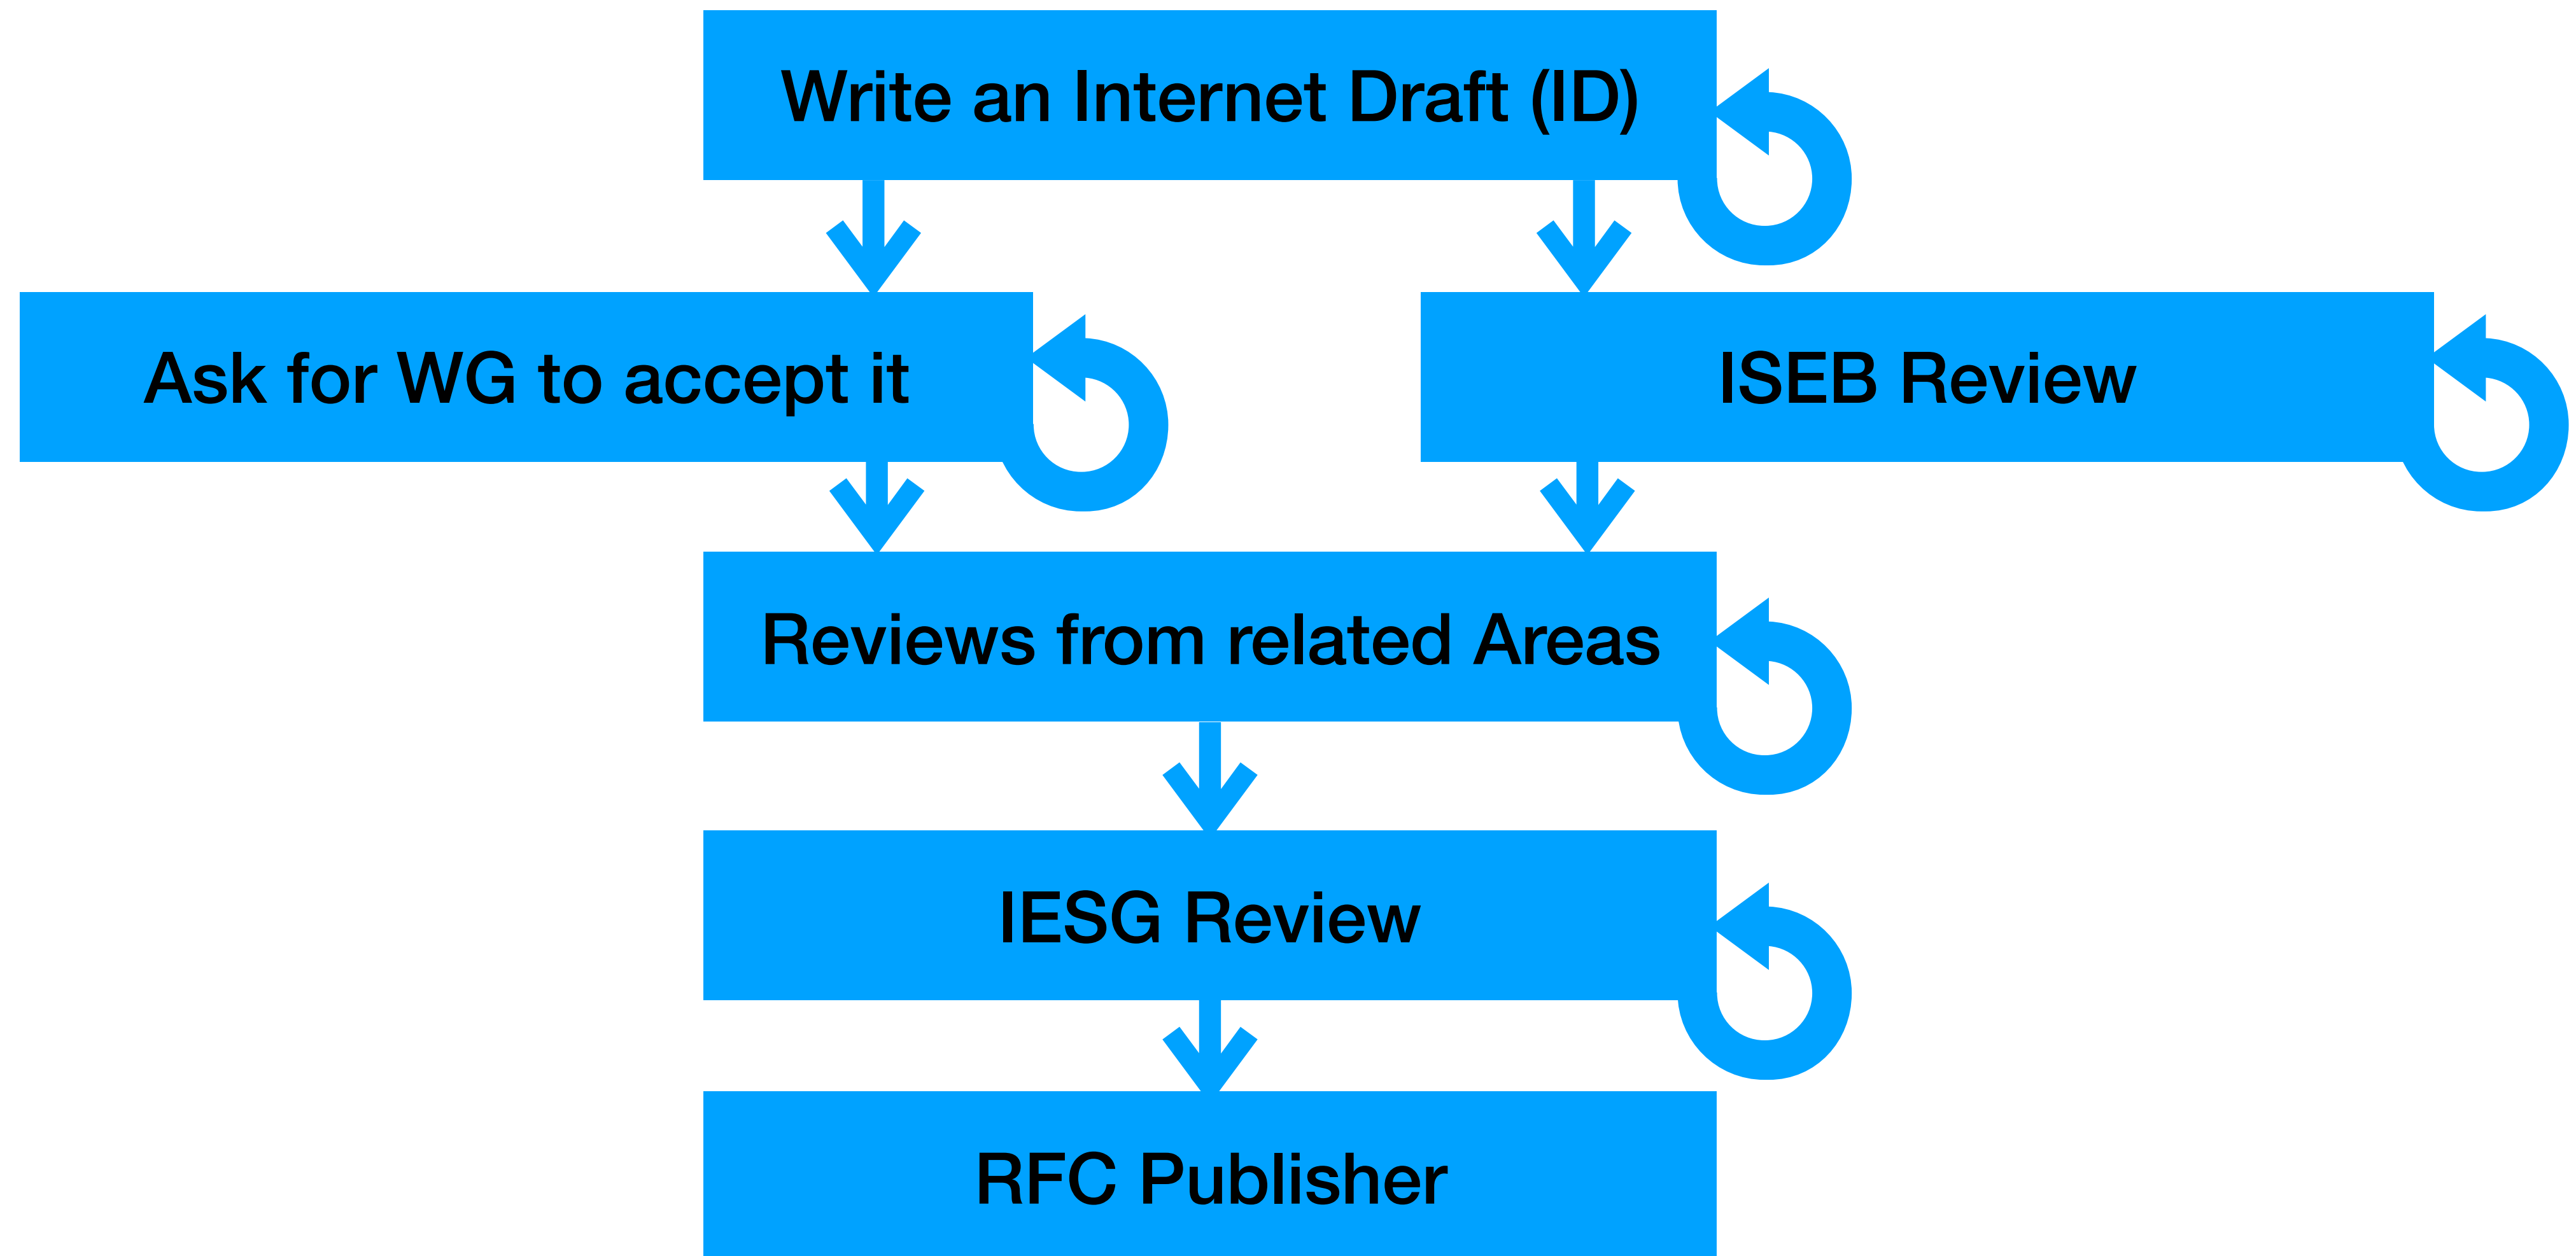 Write an Internet Draft (ID)
Ask for WG to accept it
ISEB Review
Reviews from related Areas
IESG Review
RFC Publisher